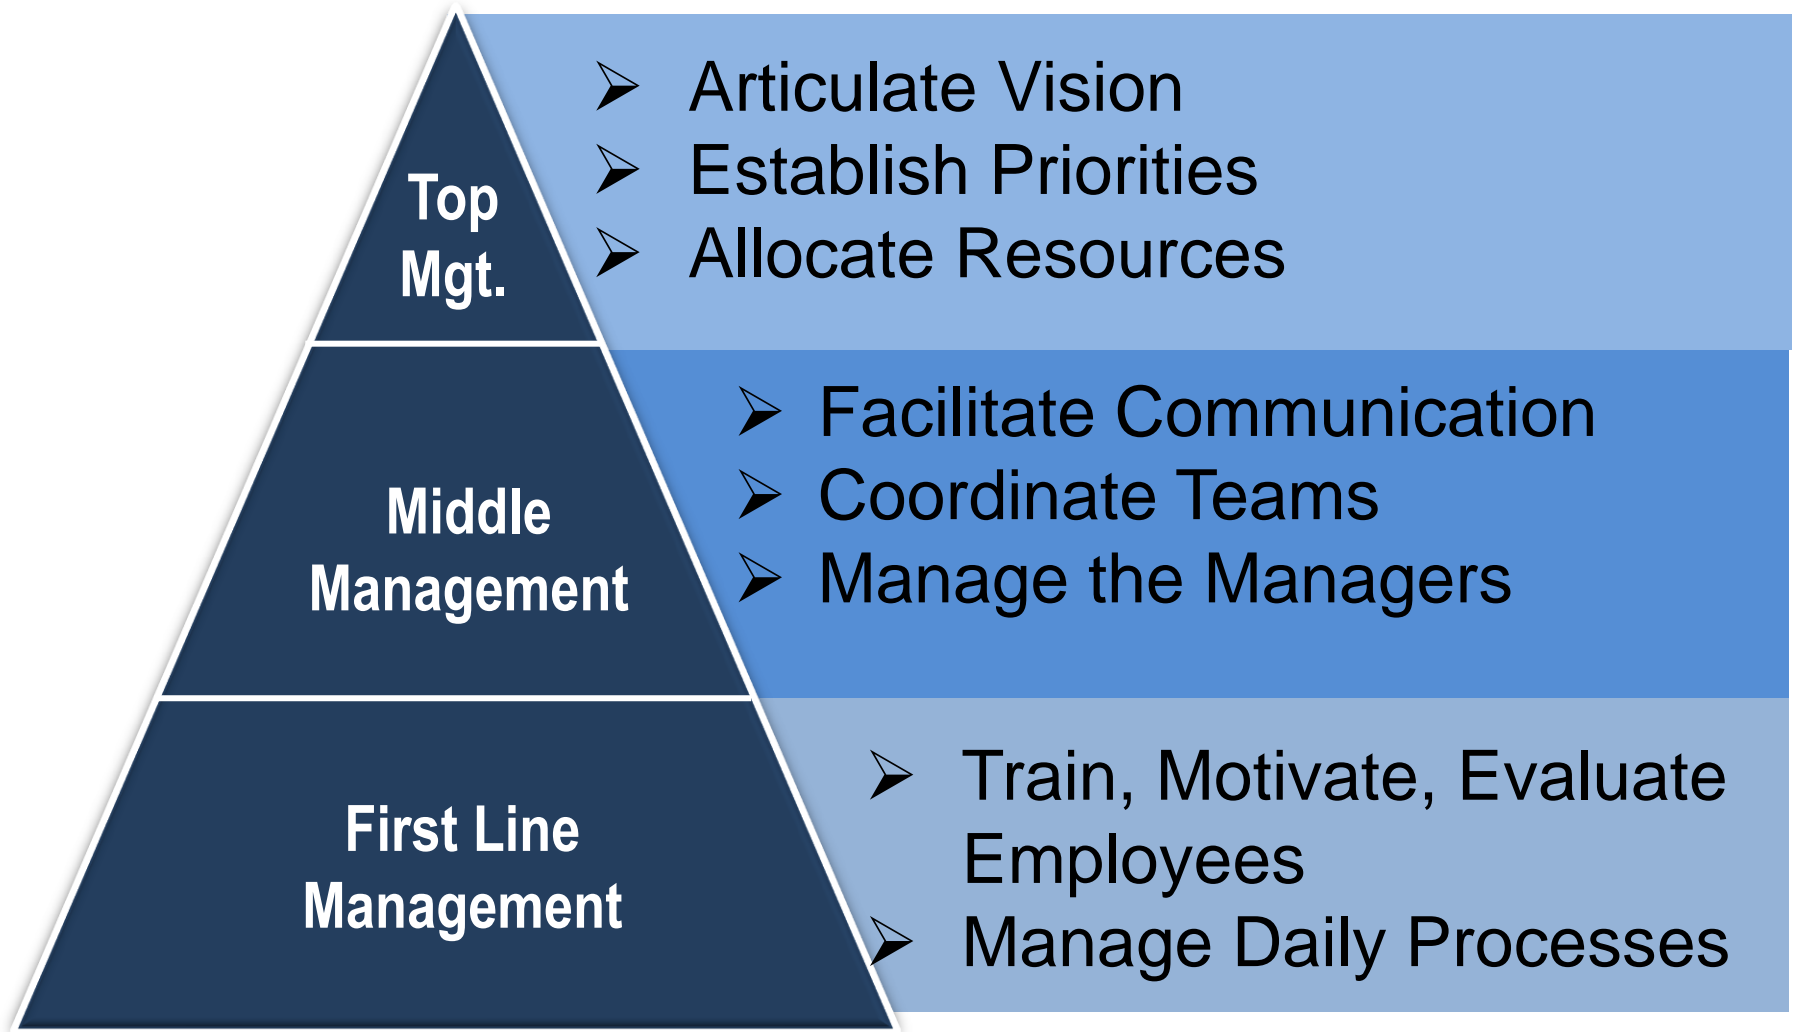 Top
Mgt.
➢ Articulate Vision
➢ Establish Priorities
➢ Allocate Resources
Middle
Management
➢ Facilitate Communication
➢ Coordinate Teams
➢ Manage the Managers
First Line
Management
➢ Train, Motivate, Evaluate
Employees
➢ Manage Daily Processes